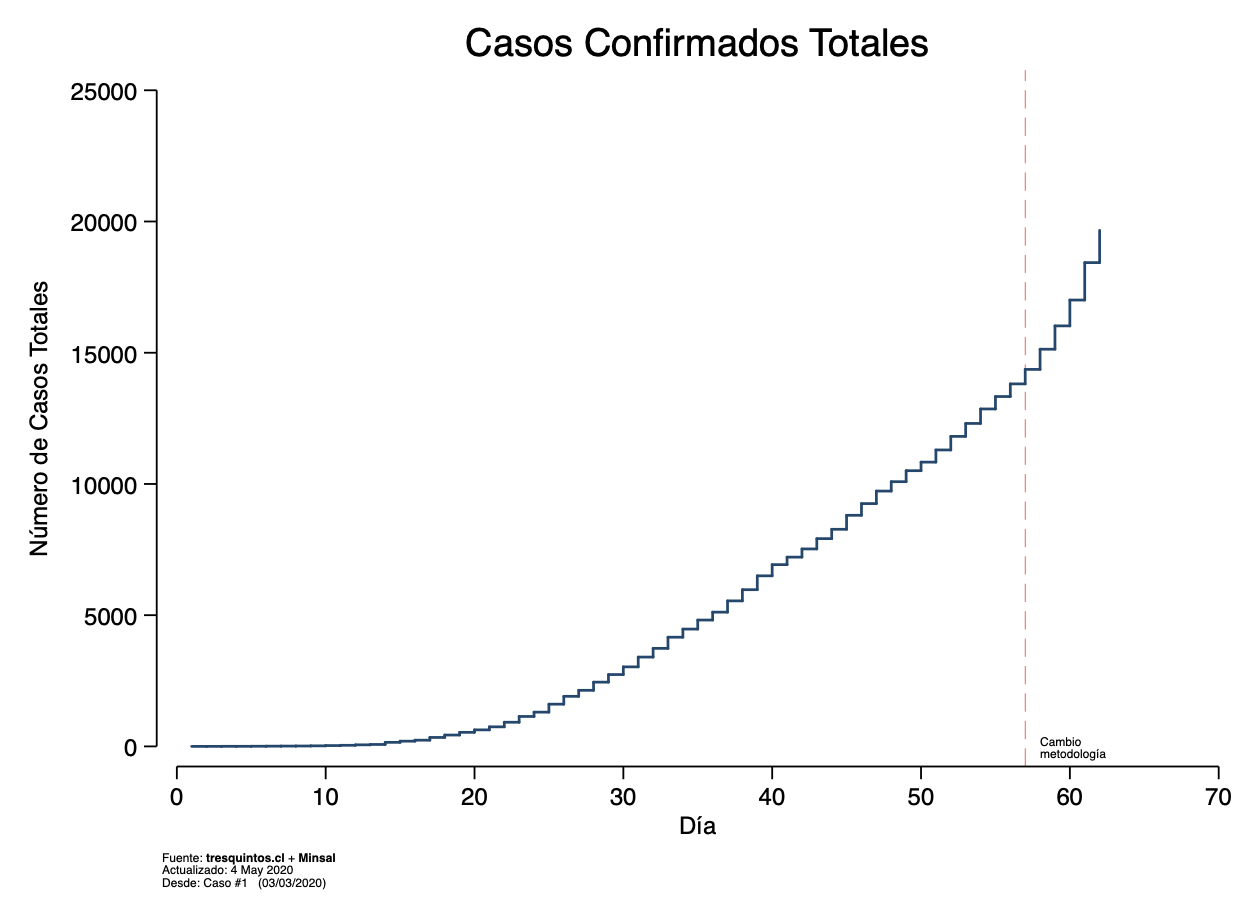 Casos Confirmados Totales
25000
20000
15000
10000
5000
0
Número de Casos Totales
Cambio
metodología
0 10 20 30 40 50 60 70
Día
Fuente: tresquintos.cl + Minsal
Actualizado: 4 May 2020
Desde: Caso #1 (03/03/2020)